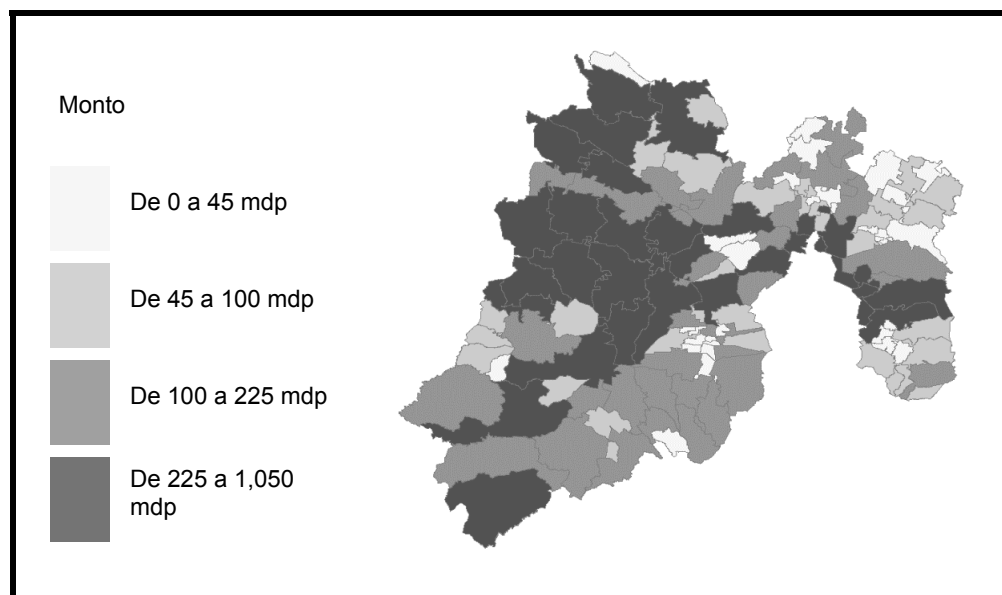 Monto
De 0 a 45 mdp
De 45 a 100 mdp
De 100 a 225 mdp
De 225 a 1,050
mdp